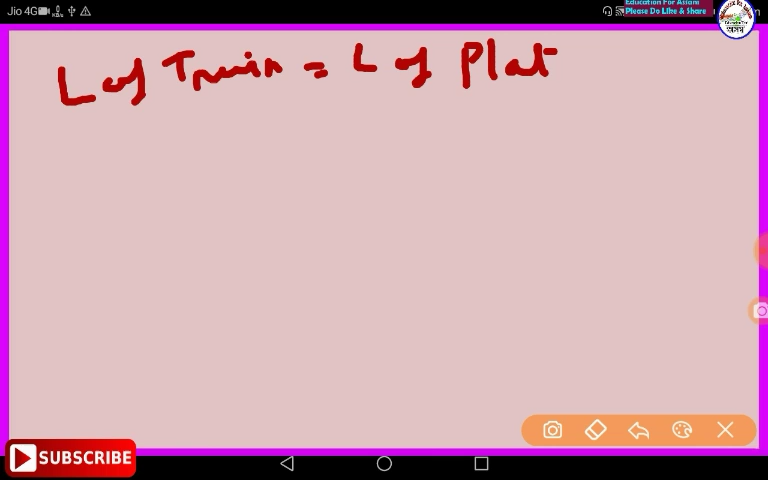 Jio 4G
Education For Assam
Please Do Like & Share
L of Train = L of Plat
SUBSCRIBE